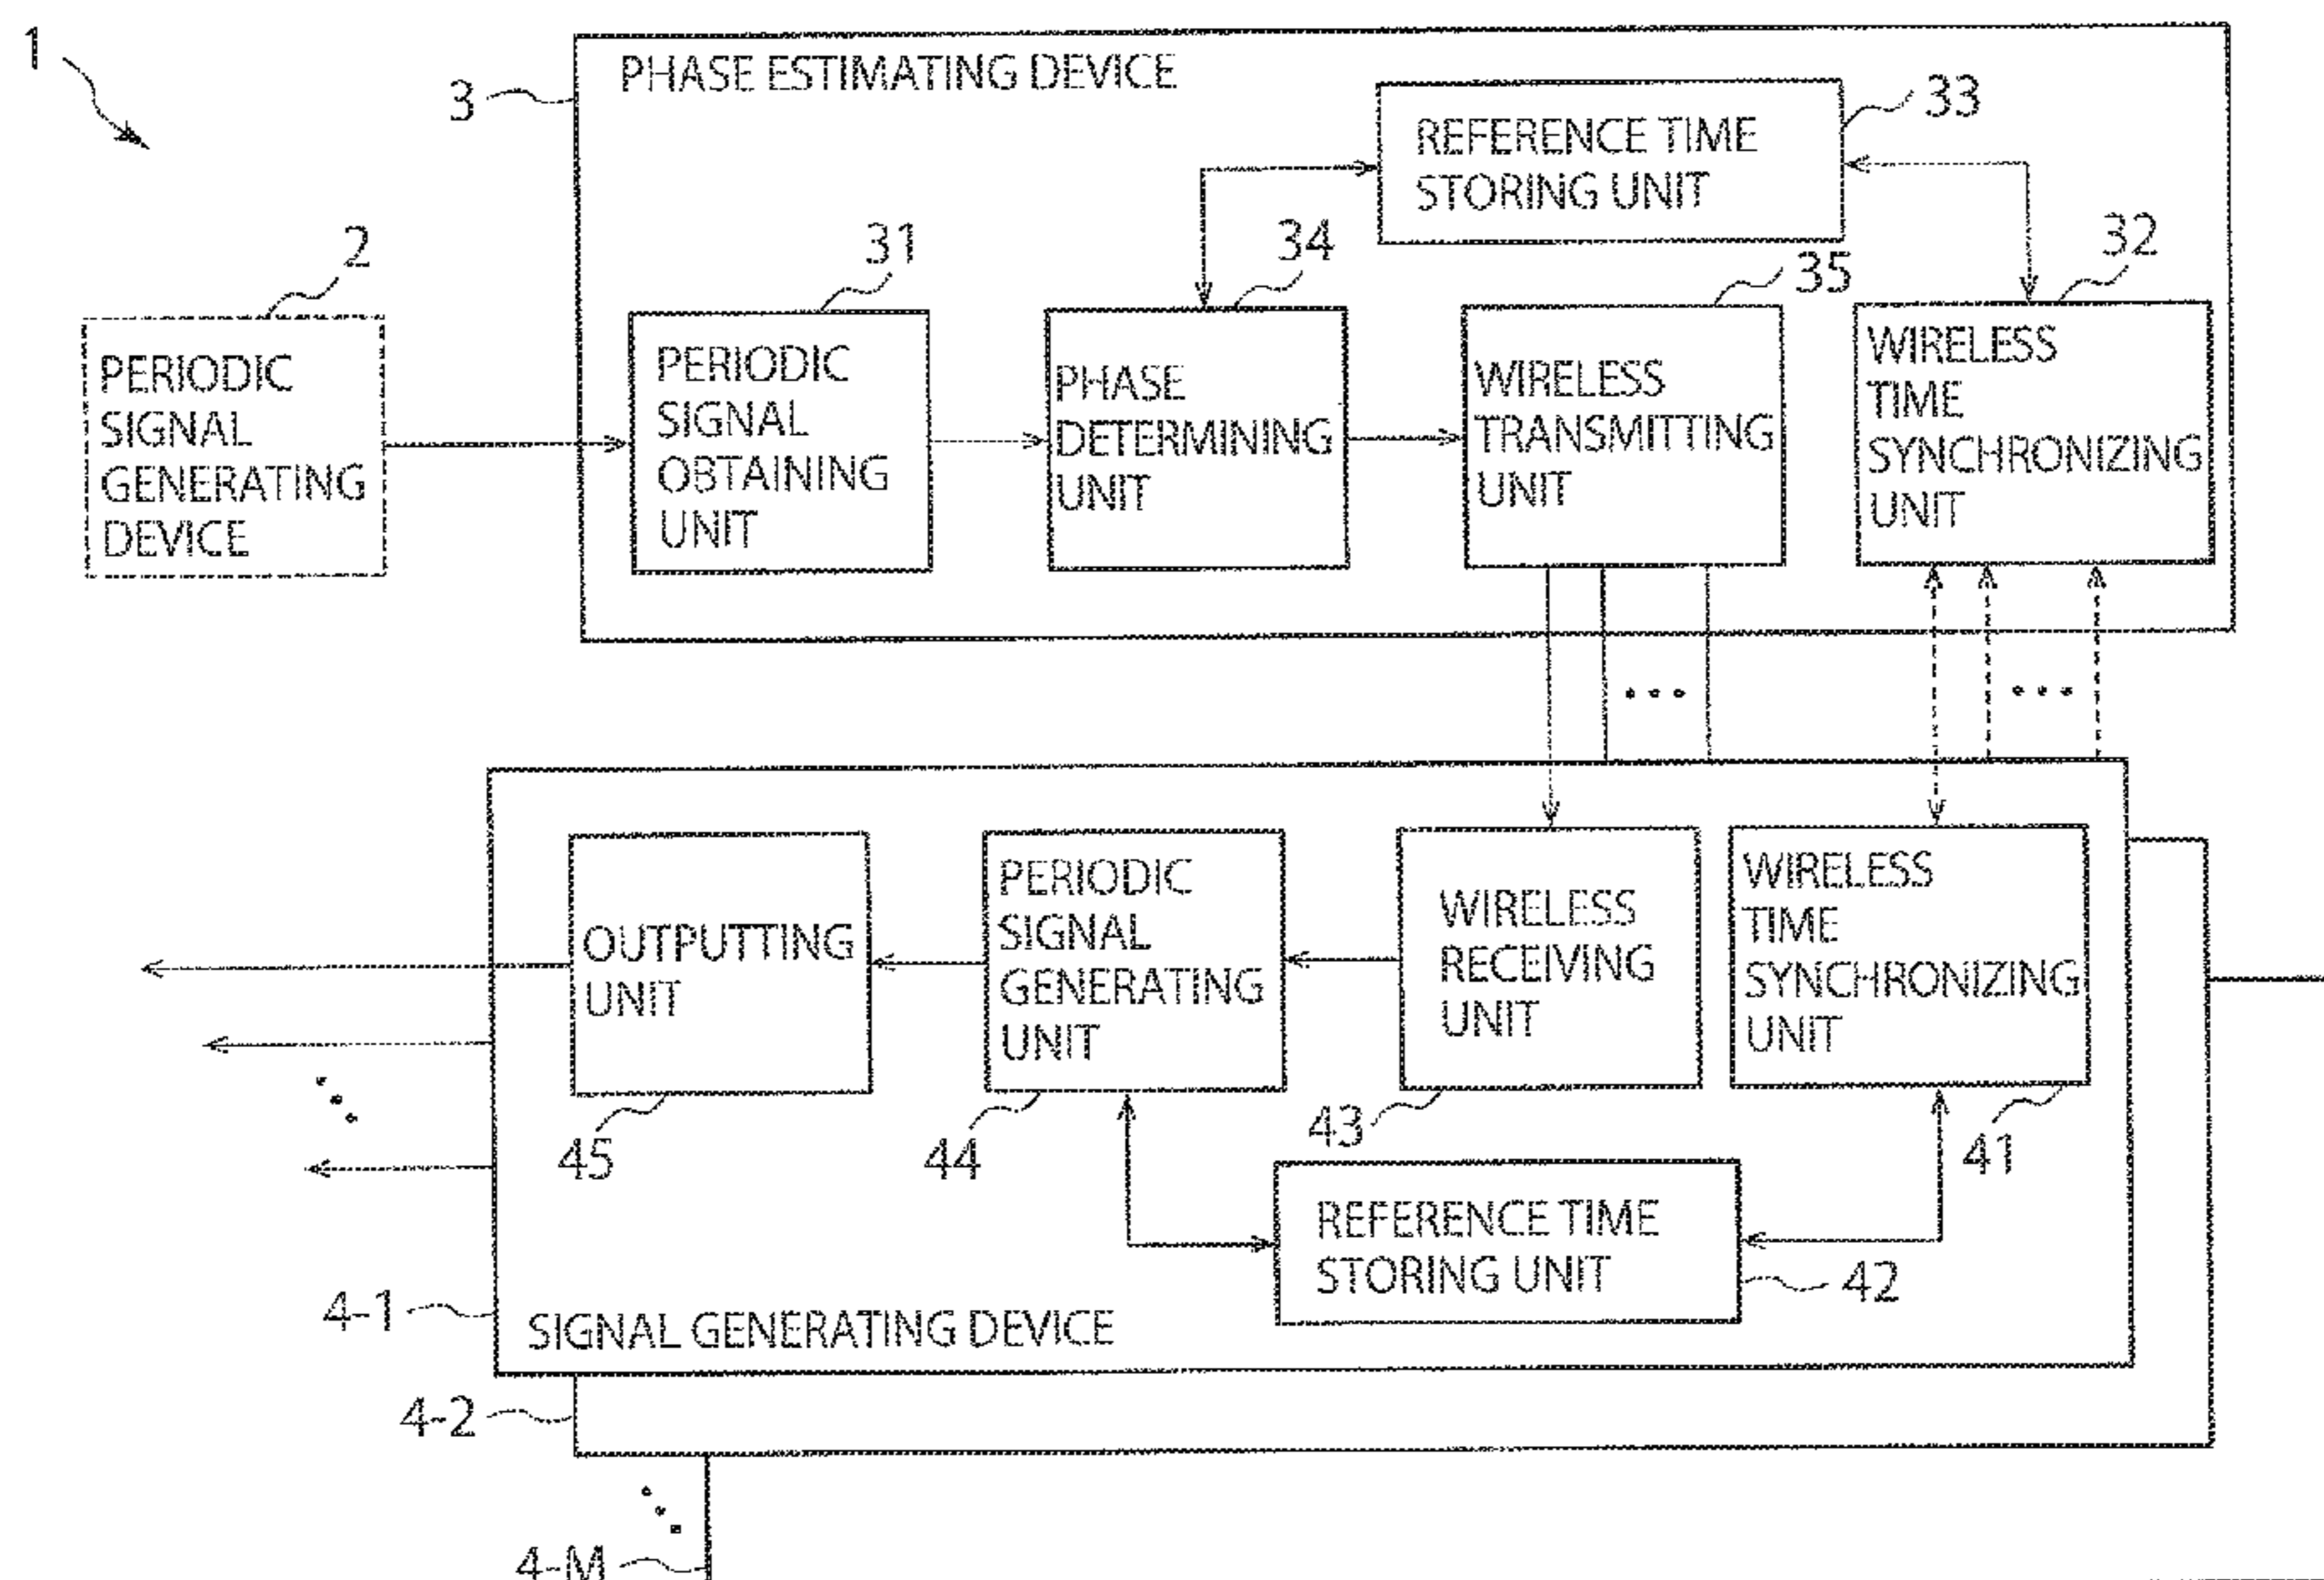 1
3
PHASE ESTIMATING DEVICE
REFERENCE TIME
STORING UNIT
33
2
31
34
35
32
PERIODIC
SIGNAL
GENERATING
DEVICE
PERIODIC
SIGNAL
OBTAINING
UNIT
PHASE
DETERMINING
UNIT
WIRELESS
TRANSMITTING
UNIT
WIRELESS
TIME
SYNCHRONIZING
UNIT
OUTPUTTING
UNIT
PERIODIC
SIGNAL
GENERATING
UNIT
WIRELESS
RECEIVING
UNIT
WIRELESS
TIME
SYNCHRONIZING
UNIT
45
44
43
41
REFERENCE TIME
STORING UNIT
42
4-1
SIGNAL GENERATING DEVICE
4-2
4-M